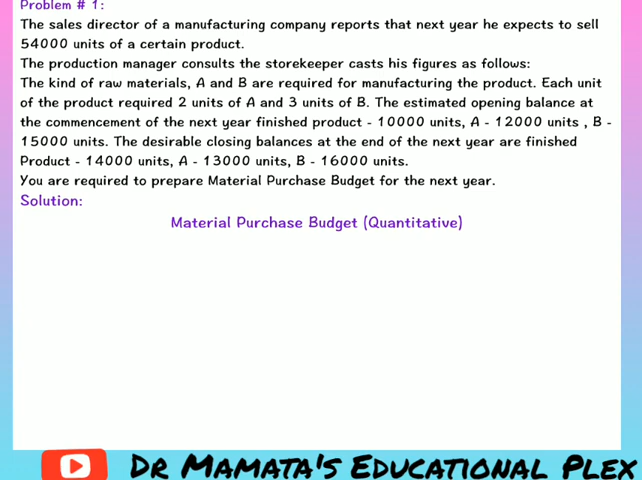 Problem # 1:
The sales director of a manufacturing company reports that next year he expects to sell
54000 units of a certain product.
The production manager consults the storekeeper casts his figures as follows:
The kind of raw materials, A and B are required for manufacturing the product. Each unit
of the product required 2 units of A and 3 units of B. The estimated opening balance at
the commencement of the next year finished product - 10000 units, A - 12000 units , B -
15000 units. The desirable closing balances at the end of the next year are finished
Product - 14000 units, A - 13000 units, B - 16000 units.
You are required to prepare Material Purchase Budget for the next year.
Solution:
Material Purchase Budget (Quantitative)
DR MAMATA'S EDUCATIONAL PLEX